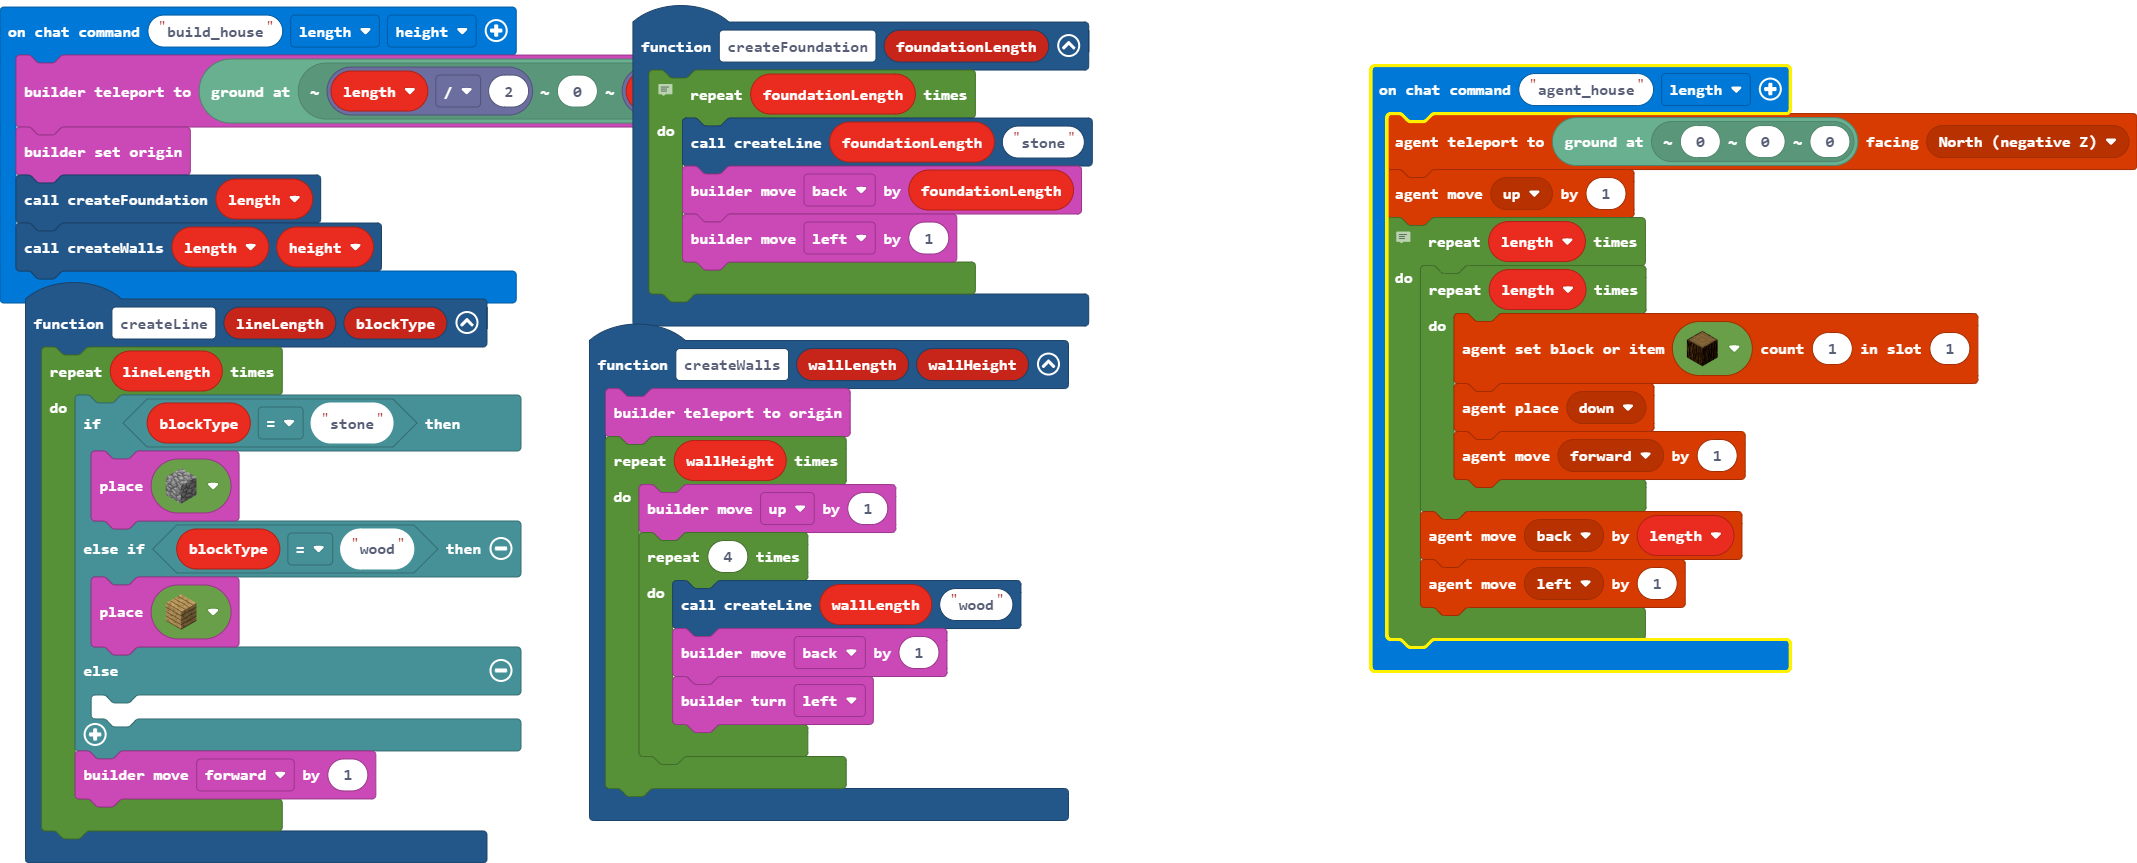 on chat command "build_house" length height
builder teleport to ground at ~ length / 2 ~ 0 ~
builder set origin
call createFoundation length
call createWalls length height
function createLine lineLength blockType
repeat lineLength times
do
if blockType = "stone" then
place
else if blockType = "wood" then
place
else
builder move forward by 1
function createFoundation foundationLength
repeat foundationLength times
do
call createLine foundationLength "stone"
builder move back by foundationLength
builder move left by 1
function createWalls wallLength wallHeight
builder teleport to origin
repeat wallHeight times
do
builder move up by 1
repeat 4 times
do
call createLine wallLength "wood"
builder move back by 1
builder turn left
on chat command "agent_house" length
agent teleport to ground at ~ 0 ~ 0 ~ 0 facing North (negative Z)
agent move up by 1
repeat length times
do
repeat length times
do
agent set block or item count 1 in slot 1
agent place down
agent move forward by 1
agent move back by length
agent move left by 1